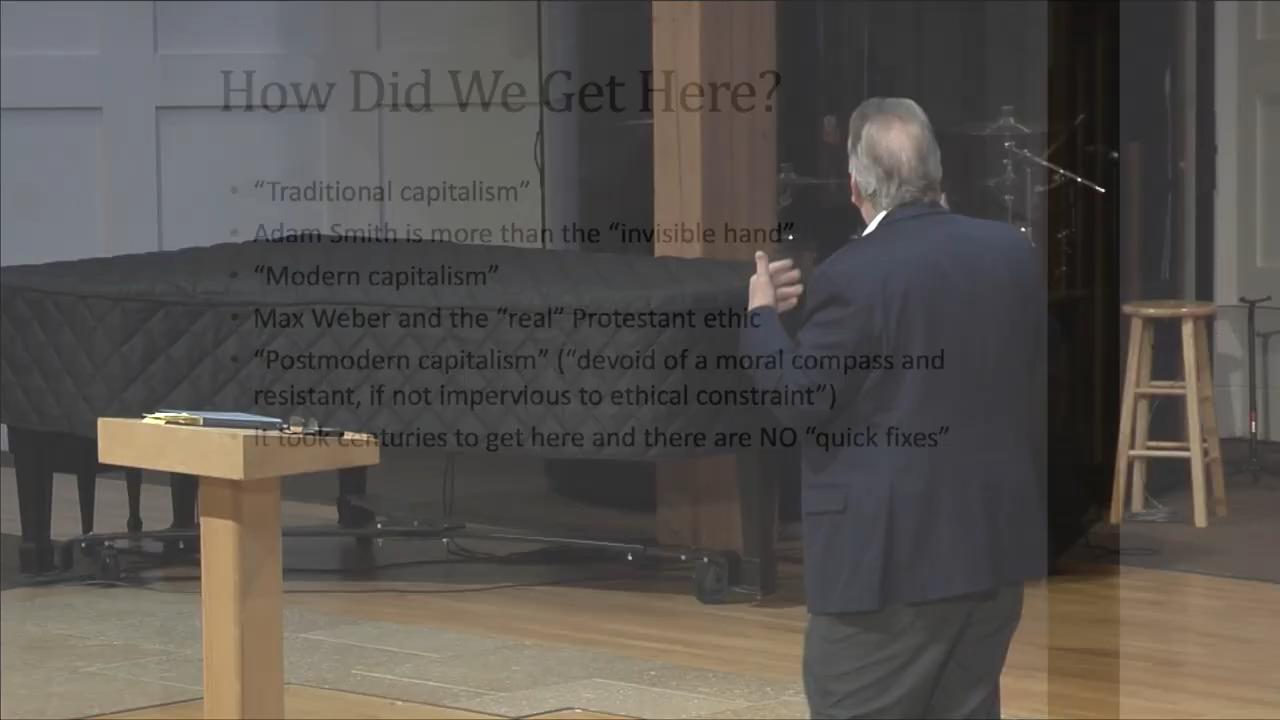 How Did We Get Here?
• “Traditional capitalism”
• Adam Smith is more than the “invisible hand”
• “Modern capitalism”
• Max Weber and the “real” Protestant ethic
• “Postmodern capitalism” (“devoid of a moral compass and
resistant, if not impervious to ethical constraint”)
• It took centuries to get here and there are NO “quick fixes”